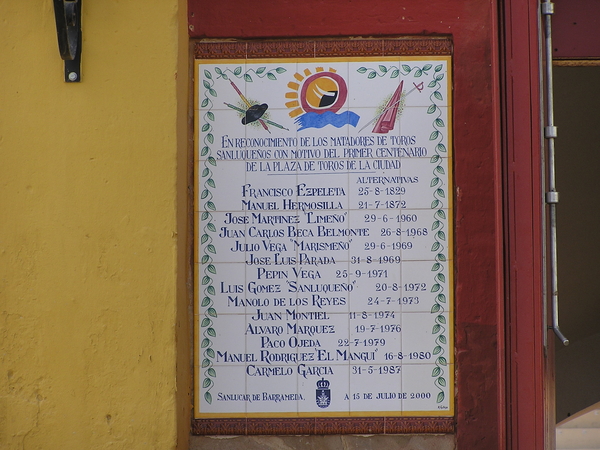 EN RECONOCIMIENTO DE LOS MATADORES DE TOROS
SANLUQUEÑOS CON MOTIVO DEL PRIMER CENTENARIO
DE LA PLAZA DE TOROS DE LA CIUDAD
ALTERNATIVAS
FRANCISCO EZPELETA 25-8-1829
MANUEL HERMOSILLA 21-7-1872
JOSÉ MARTINEZ "LIMEÑO" 29-6-1960
JUAN CARLOS BECA BELMONTE 26-8-1968
JULIO VEGA "MARISMEÑO" 29-6-1969
JOSE LUIS PARADA 31-8-1969
PEPIN VEGA 25-9-1971
LUIS GOMEZ "SANLUQUEÑO" 20-8-1972
MANOLO DE LOS REYES 24-7-1973
JUAN MONTIEL 11-8-1974
ALVARO MARQUEZ 19-7-1976
PACO OJEDA 22-7-1979
MANUEL RODRIGUEZ "EL MANGUI" 16-8-1980
CARMELO GARCIA 31-5-1987
SANLUCAR DE BARRAMEDA, A 15 DE JULIO DE 2000